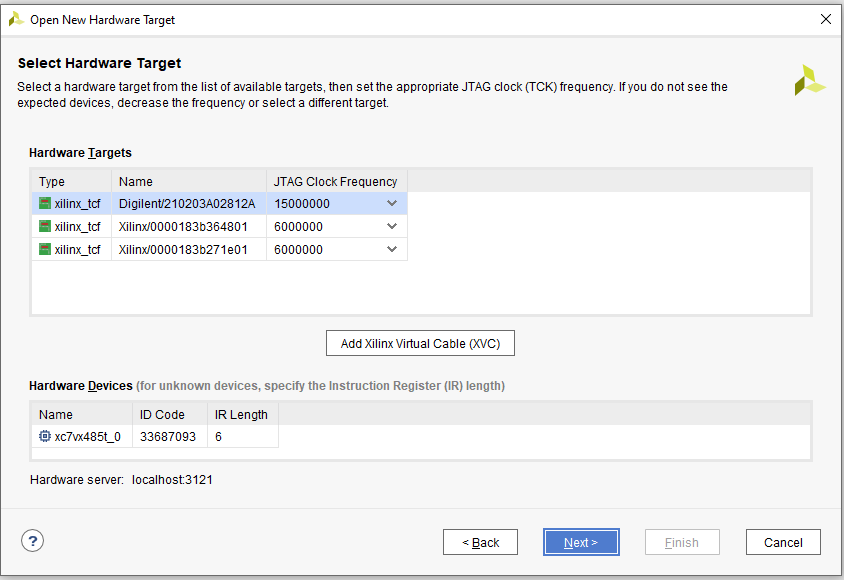 Open New Hardware Target
Select Hardware Target
Select a hardware target from the list of available targets, then set the appropriate JTAG clock (TCK) frequency. If you do not see the
expected devices, decrease the frequency or select a different target.
Hardware Targets
Type Name JTAG Clock Frequency
xilinx_tcf Digilent/210203A02812A 15000000
xilinx_tcf Xilinx/0000183b364801 6000000
xilinx_tcf Xilinx/0000183b271e01 6000000
Add Xilinx Virtual Cable (XVC)
Hardware Devices (for unknown devices, specify the Instruction Register (IR) length)
Name ID Code IR Length
xc7vx485t_0 33687093 6
Hardware server: localhost:3121
? < Back Next > Finish Cancel